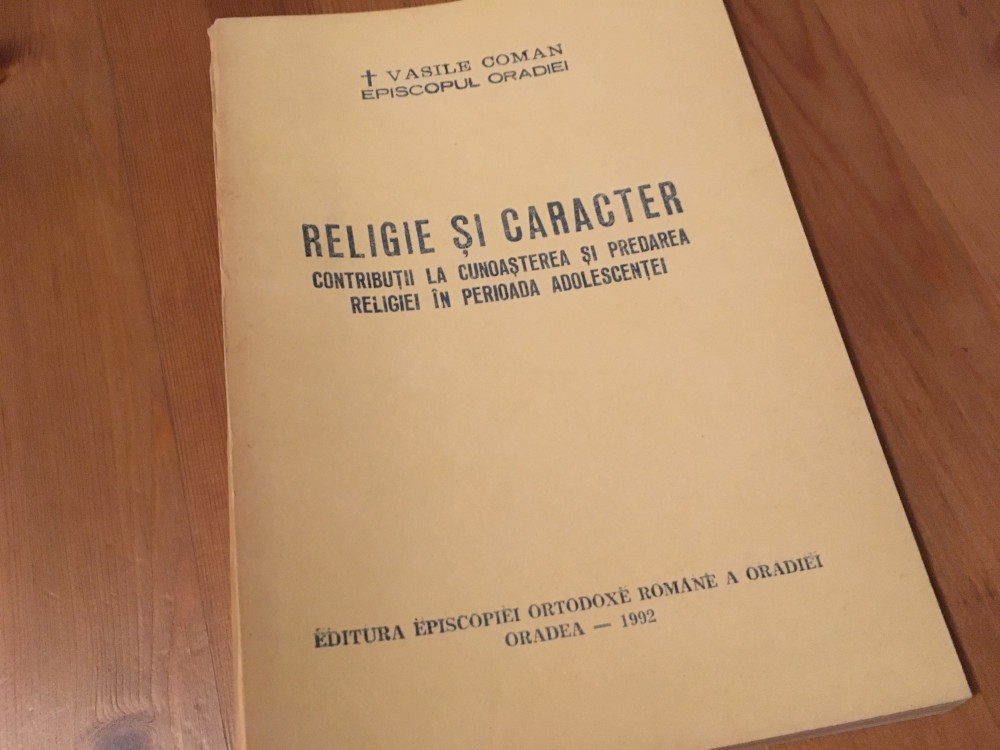 † VASILE COMAN
EPISCOPUL ORADIEI
RELIGIE ȘI CARACTER
CONTRIBUȚII LA CUNOAȘTEREA ȘI PREDAREA
RELIGIEI ÎN PERIOADA ADOLESCENȚEI
EDITURA EPISCOPIEI ORTODOXE ROMÂNE A ORADIEI
ORADEA — 1992